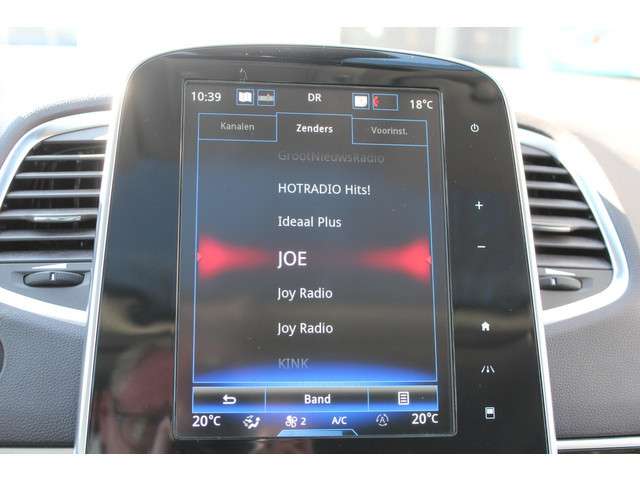 10:39 DR 18°C
Kanalen Zenders Voorinst.
GrootNieuwsRadio
HOTRADIO Hits!
Ideaal Plus
JOE
Joy Radio
Joy Radio
KINK
Band
20°C 2 A/C A 20°C